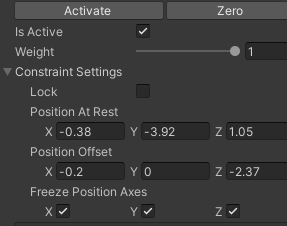 Activate Zero
Is Active
Weight 1
Constraint Settings
Lock
Position At Rest
X -0.38 Y -3.92 Z 1.05
Position Offset
X -0.2 Y 0 Z -2.37
Freeze Position Axes
X Y Z